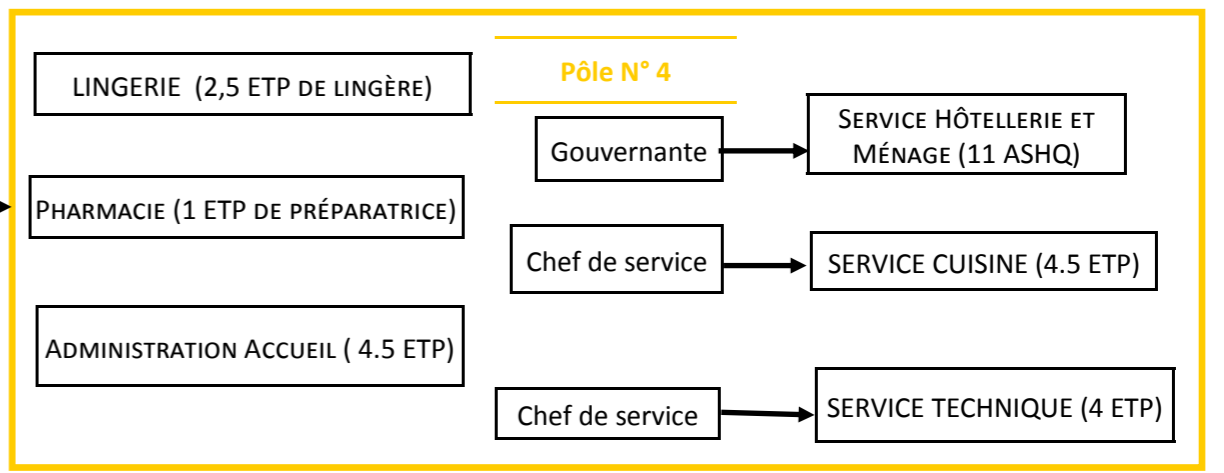 Pôle N° 4
LINGERIE (2,5 ETP DE LINGÈRE)
PHARMACIE (1 ETP DE PRÉPARATRICE)
ADMINISTRATION ACCUEIL ( 4.5 ETP)
Gouvernante
SERVICE HÔTELLERIE ET
MÉNAGE (11 ASHQ)
Chef de service
SERVICE CUISINE (4.5 ETP)
Chef de service
SERVICE TECHNIQUE (4 ETP)